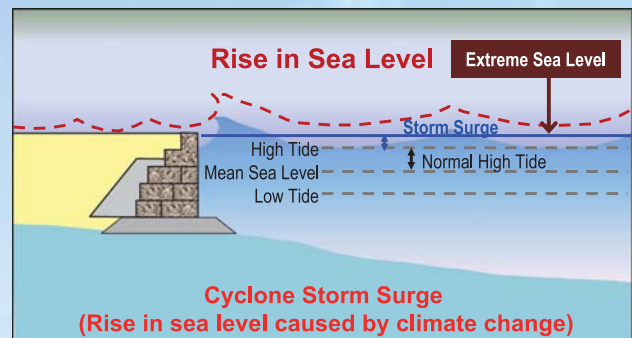 Rise in Sea Level
Extreme Sea Level
Storm Surge
High Tide
Normal High Tide
Mean Sea Level
Low Tide
Cyclone Storm Surge
(Rise in sea level caused by climate change)